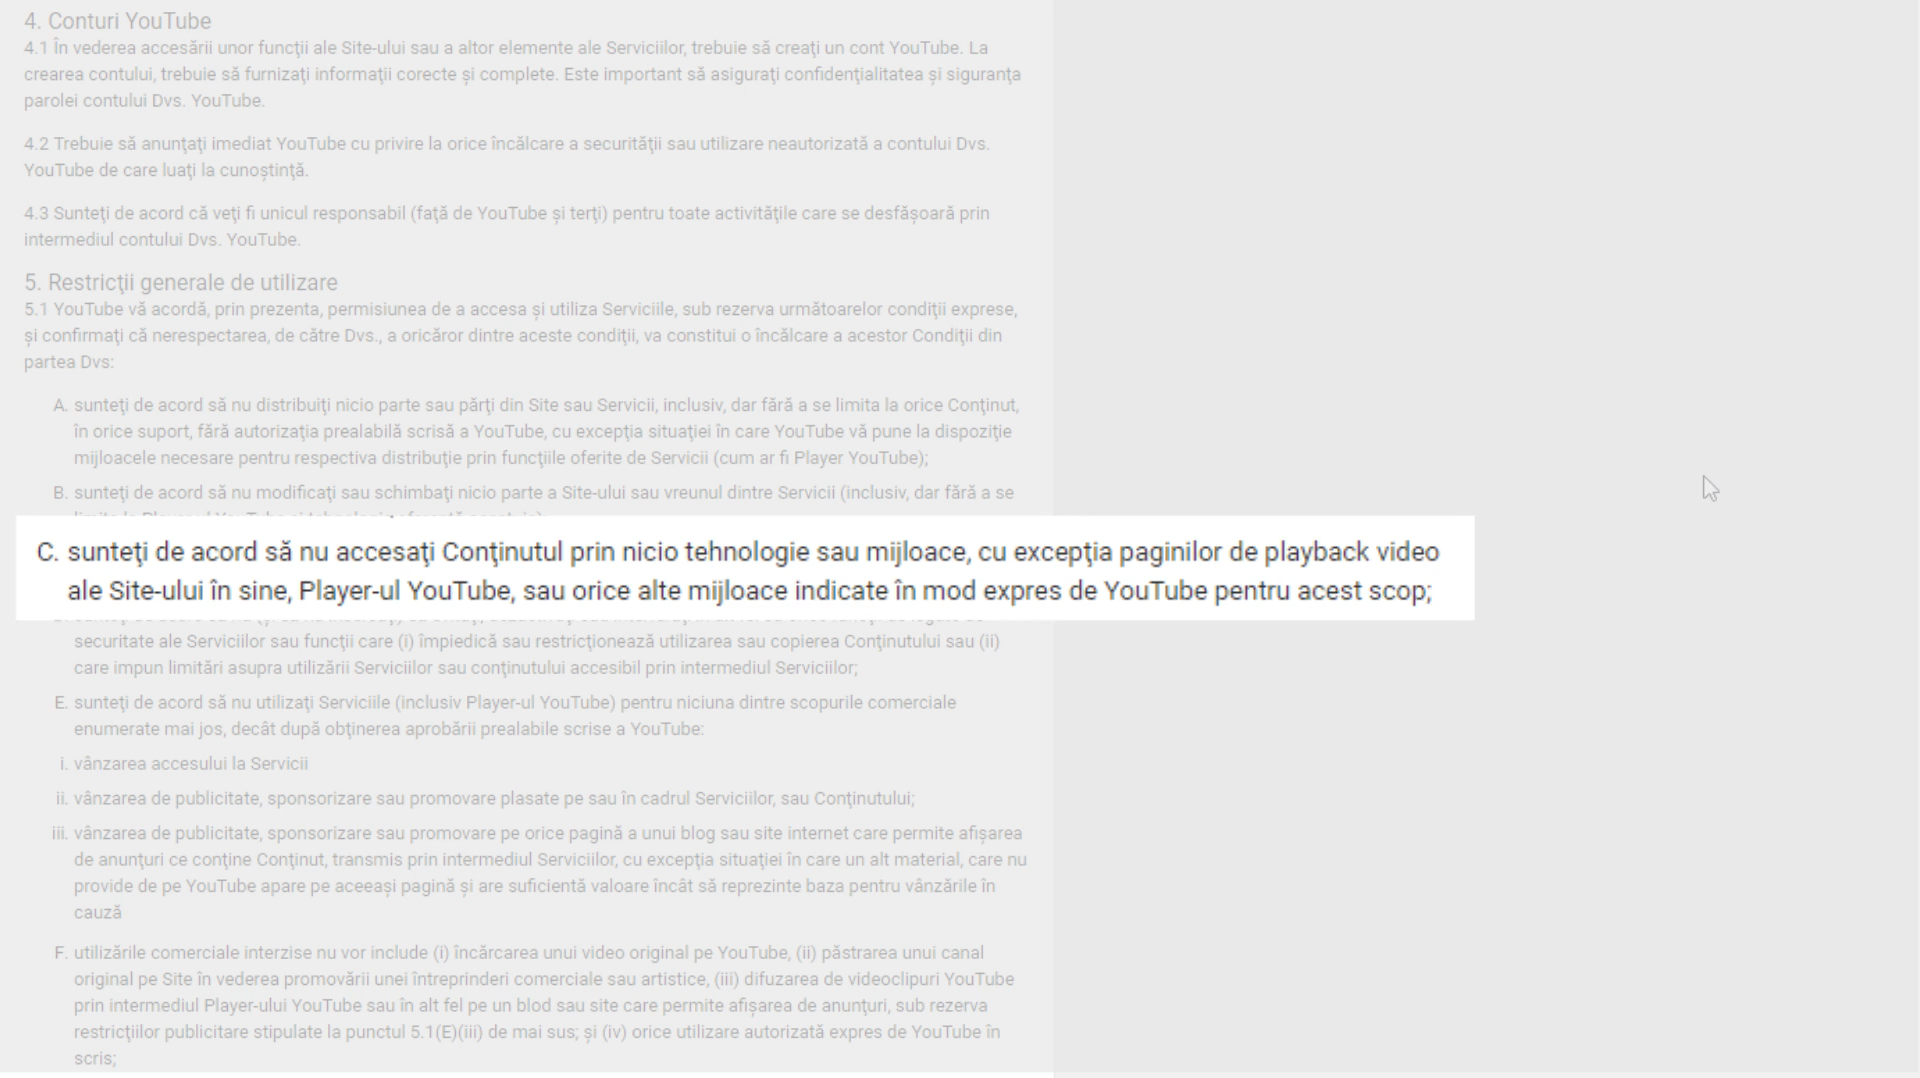 4. Conturi YouTube
4.1 În vederea accesării unor funcţii ale Site-ului sau a altor elemente ale Serviciilor, trebuie să creaţi un cont YouTube. La
crearea contului, trebuie să furnizaţi informaţii corecte şi complete. Este important să asiguraţi confidenţialitatea şi siguranţa
parolei contului Dvs. YouTube.
4.2 Trebuie să anunţaţi imediat YouTube cu privire la orice încălcare a securităţii sau utilizare neautorizată a contului Dvs.
YouTube de care luaţi la cunoştinţă.
4.3 Sunteţi de acord că veţi fi unicul responsabil (faţă de YouTube şi terţi) pentru toate activităţile care se desfăşoară prin
intermediul contului Dvs. YouTube.
5. Restricţii generale de utilizare
5.1 YouTube vă acordă, prin prezenta, permisiunea de a accesa şi utiliza Serviciile, sub rezerva următoarelor condiţii exprese,
şi confirmaţi că nerespectarea, de către Dvs., a oricăror dintre aceste condiţii, va constitui o încălcare a acestor Condiţii din
partea Dvs:
A. sunteţi de acord să nu distribuiţi nicio parte sau părţi din Site sau Servicii, inclusiv, dar fără a se limita la orice Conţinut,
în orice suport, fără autorizaţia prealabilă scrisă a YouTube, cu excepţia situaţiei în care YouTube vă pune la dispoziţie
mijloacele necesare pentru respectiva distribuţie prin funcţiile oferite de Servicii (cum ar fi Player YouTube);
B. sunteţi de acord să nu modificaţi sau schimbaţi nicio parte a Site-ului sau vreunul dintre Servicii (inclusiv, dar fără a se
C. sunteţi de acord să nu accesaţi Conţinutul prin nicio tehnologie sau mijloace, cu excepţia paginilor de playback video
ale Site-ului în sine, Player-ul YouTube, sau orice alte mijloace indicate în mod expres de YouTube pentru acest scop;
securitate ale Serviciilor sau funcţii care (i) împiedică sau restricţionează utilizarea sau copierea Conţinutului sau (ii)
care impun limitări asupra utilizării Serviciilor sau conţinutului accesibil prin intermediul Serviciilor;
E. sunteţi de acord să nu utilizaţi Serviciile (inclusiv Player-ul YouTube) pentru niciuna dintre scopurile comerciale
enumerate mai jos, decât după obţinerea aprobării prealabile scrise a YouTube:
i. vânzarea accesului la Servicii
ii. vânzarea de publicitate, sponsorizare sau promovare plasate pe sau în cadrul Serviciilor, sau Conţinutului;
iii. vânzarea de publicitate, sponsorizare sau promovare pe orice pagină a unui blog sau site internet care permite afişarea
de anunţuri ce conţine Conţinut, transmis prin intermediul Serviciilor, cu excepţia situaţiei în care un alt material, care nu
provide de pe YouTube apare pe aceeaşi pagină şi are suficientă valoare încât să reprezinte baza pentru vânzările în
cauză
F. utilizările comerciale interzise nu vor include (i) încărcarea unui video original pe YouTube, (ii) păstrarea unui canal
original pe Site în vederea promovării unei întreprinderi comerciale sau artistice, (iii) difuzarea de videoclipuri YouTube
prin intermediul Player-ului YouTube sau în alt fel pe un blod sau site care permite afişarea de anunţuri, sub rezerva
restricţiilor publicitare stipulate la punctul 5.1(E)(iii) de mai sus; şi (iv) orice utilizare autorizată expres de YouTube în
scris;